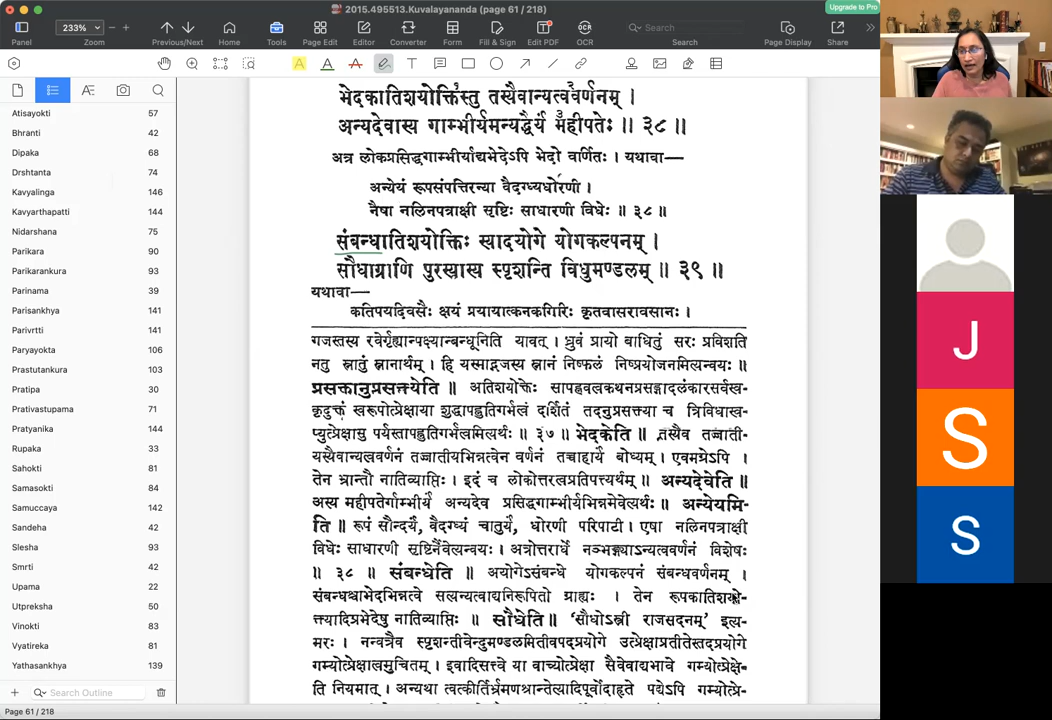 2015.495513.Kuvalayananda (page 61 / 218)
Upgrade to Pro
233%
Panel
Zoom
Previous/Next
Home
Tools
Page Edit
Editor
Converter
Form
Fill & Sign
Edit PDF
OCR
OCR
Search
Search
Page Display
Share
Atisayokti 57
Bhranti 42
Dipaka 68
Drshtanta 74
Kavyalinga 146
Kavyarthapatti 144
Nidarshana 75
Parikara 90
Parikarankura 93
Parinama 39
Parisankhya 141
Parivrtti 141
Paryayokta 106
Prastutankura 103
Pratipa 30
Prativastupama 71
Pratyanika 144
Rupaka 33
Sahokti 81
Samasokti 84
Samuccaya 142
Sandeha 42
Slesha 93
Smrti 42
Upama 22
Utpreksha 50
Vinokti 83
Vyatireka 81
Yathasankhya 139
Search Outline
Page 61 / 218
भेदकातिशयोक्तिस्तु तस्यैवान्यत्ववर्णनम् ।
अन्यदेवास्य गाम्भीर्यमन्यद्धैर्यं महीपतेः ॥ ३८ ॥
अत्र लोकप्रसिद्धगाम्भीर्याद्यभेदेऽपि भेदो वर्णितः । यथावा—
अन्येयं रूपसंपत्तिरन्या वैदग्ध्यधोरणी ।
नैषा नलिनपत्राक्षी सृष्टिः साधारणी विधेः ॥ ३८ ॥
संबन्धातिशयोक्तिः स्यादयोगे योगकल्पनम् ।
सौधाग्राणि पुरस्यास्य स्पृशन्ति विधुमण्डलम् ॥ ३९ ॥
यथावा—
कतिपयदिवसैः क्षयं प्रयायात्कनकगिरिः कृतवासरावसानः ।
गजस्तस्य रवेर्गृह्यान्पक्ष्यान्बन्धूनिति यावत् । ध्रुवं प्रायो बाधितुं सरः प्रविशति
नतु स्नातुं स्नानार्थम् । हि यस्माद्गजस्य स्नानं निष्फलं निष्प्रयोजनमित्यन्वयः ॥
प्रसक्तानुप्रसक्त्येति ॥ अतिशयोक्तेः सापह्नवत्वकथनप्रसङ्गादलंकारसर्वस्व-
कृदुक्तं स्वरूपोत्प्रेक्षाया शुद्धापह्नुतिगर्भत्वं दर्शितं तदनुप्रसक्त्या च त्रिविधास्व-
प्युत्प्रेक्षासु पर्यस्तापह्नुतिगर्भत्वमित्यर्थः ॥ ३७ ॥ भेदकेति ॥ तस्यैव तज्जाती-
यस्यैवान्यत्ववर्णनं तज्जातीयभिन्नत्वेन वर्णनं तच्चाहार्यं बोध्यम् । एवमग्रेऽपि ।
तेन भ्रान्तौ नातिव्याप्तिः । इदं च लोकोत्तरत्वप्रतिपत्त्यर्थम् ॥ अन्यदेवेति ॥
अस्य महीपतेर्गाम्भीर्यं अन्यदेव प्रसिद्धगाम्भीर्यभिन्नमेवेत्यर्थः ॥ अन्येयमि-
ति ॥ रूपं सौन्दर्यं, वैदग्ध्यं चातुर्यं, धोरणी परिपाटी । एषा नलिनपत्राक्षी
विधेः साधारणी सृष्टिर्नैवेत्यन्वयः । अत्रोत्तरार्धे नञ्भङ्ग्याऽन्यत्ववर्णनं विशेषः
॥ ३८ ॥ संबन्धेति ॥ अयोगेऽसंबन्धे योगकल्पनं संबन्धवर्णनम् ।
संबन्धश्चाभेदभिन्नत्वे सत्यन्यत्वाद्यनिरूपितो ग्राह्यः । तेन रूपकातिशयो-
क्त्यादिप्रभेदेषु नातिव्याप्तिः ॥ सौधेति ॥ ‘सौधोऽस्त्री राजसदनम्’ इत्य-
मरः । नन्वत्रैव स्पृशन्तीवेन्दुमण्डलमितीवपदप्रयोगे उत्प्रेक्षाप्रतीतेस्तदप्रयोगे
गम्योत्प्रेक्षात्वमुचितम् । इवादिसत्त्वे या वाच्योत्प्रेक्षा सैवेवाद्यभावे गम्योत्प्रेक्षे-
ति नियमात् । अन्यथा त्वत्कीर्तिर्भ्रमणश्रान्तेत्यादिपूर्वोदाहृते पद्येऽपि गम्योत्प्रे-
J
S
S